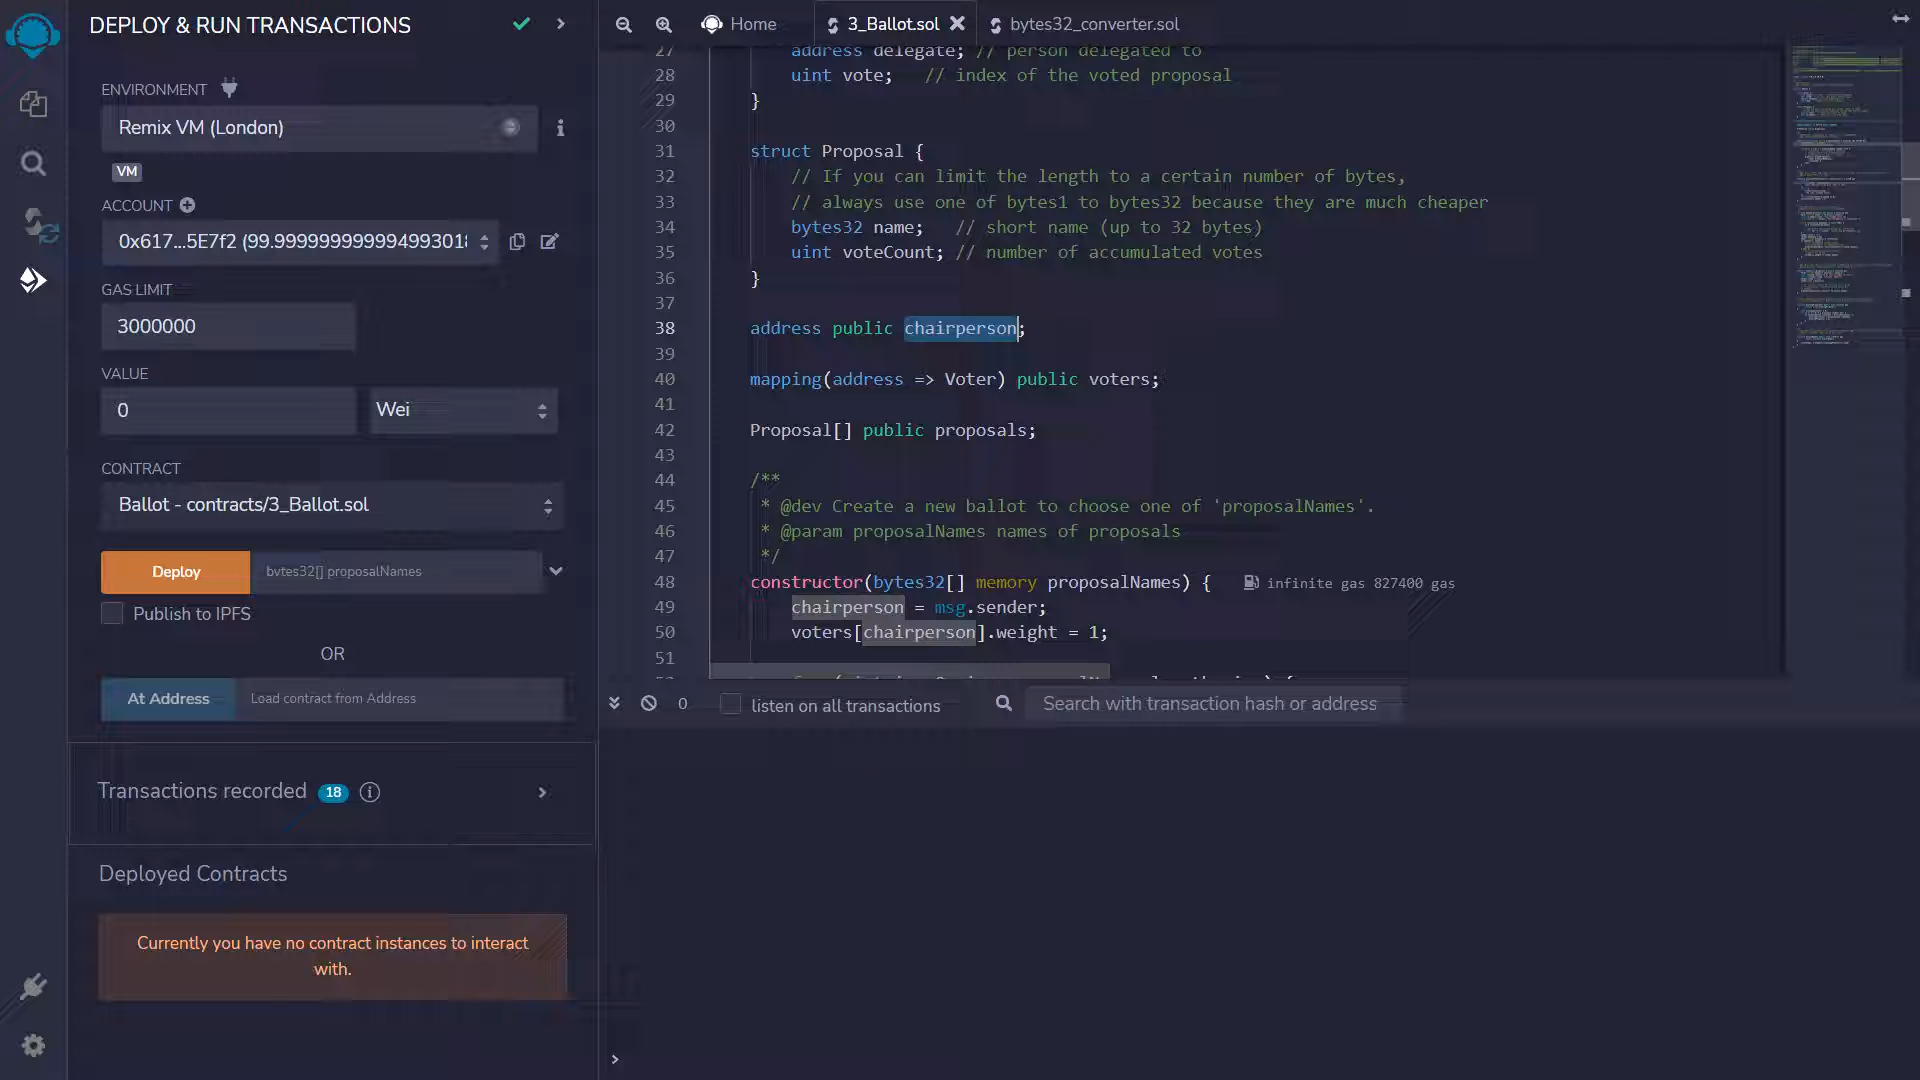 DEPLOY & RUN TRANSACTIONS
ENVIRONMENT
Remix VM (London)
VM
ACCOUNT
0x617...5E7f2 (99.999999999994993018
GAS LIMIT
3000000
VALUE
0
Wei
CONTRACT
Ballot - contracts/3_Ballot.sol
Deploy
bytes32[] proposalNames
Publish to IPFS
OR
At Address
Load contract from Address
Transactions recorded 18
Deployed Contracts
Currently you have no contract instances to interact
with.
Home
3_Ballot.sol
bytes32_converter.sol
27 address delegate; // person delegated to
28 uint vote; // index of the voted proposal
29 }
30
31 struct Proposal {
32 // If you can limit the length to a certain number of bytes,
33 // always use one of bytes1 to bytes32 because they are much cheaper
34 bytes32 name; // short name (up to 32 bytes)
35 uint voteCount; // number of accumulated votes
36 }
37
38 address public chairperson;
39
40 mapping(address => Voter) public voters;
41
42 Proposal[] public proposals;
43
44 /**
45 * @dev Create a new ballot to choose one of 'proposalNames'.
46 * @param proposalNames names of proposals
47 */
48 constructor(bytes32[] memory proposalNames) { infinite gas 827400 gas
49 chairperson = msg.sender;
50 voters[chairperson].weight = 1;
51
0
listen on all transactions
Search with transaction hash or address
>